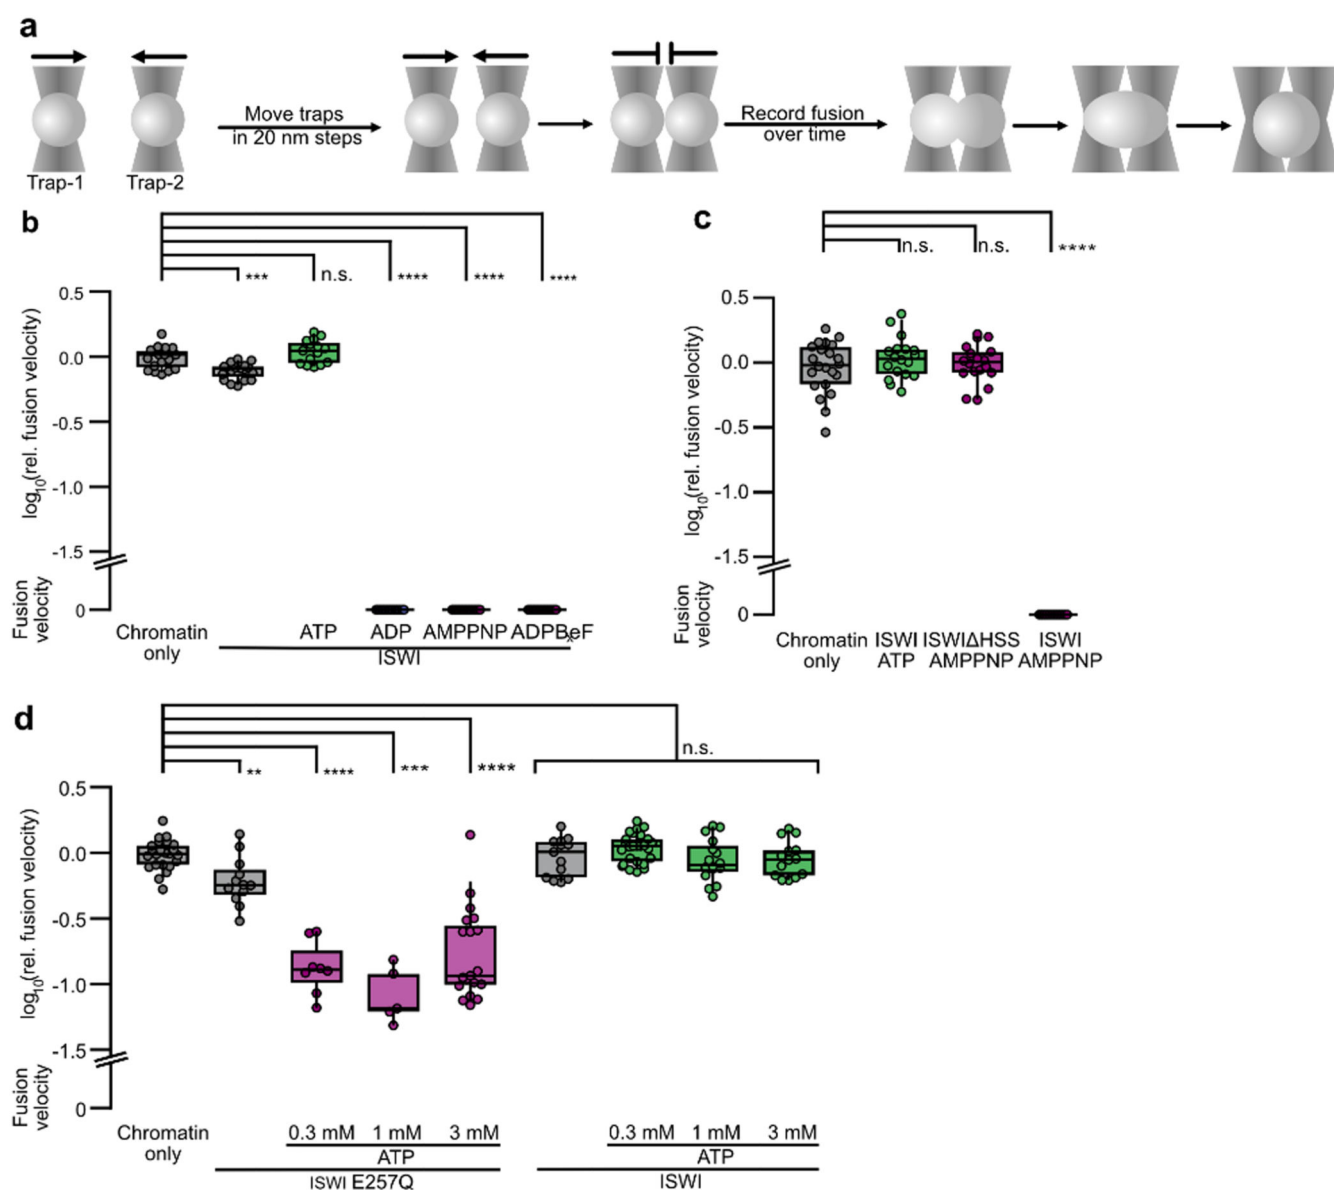 a
Move traps
in 20 nm steps
Record fusion
over time
Trap-1
Trap-2
b
*** n.s. **** **** ****
0.5
0.0
-0.5
-1.0
-1.5
0
log10(rel. fusion velocity)
Fusion
velocity
Chromatin
only
ATP ADP AMPPNP ADPBeFx
ISWI
c
n.s. n.s. ****
0.5
0.0
-0.5
-1.0
-1.5
0
log10(rel. fusion velocity)
Fusion
velocity
Chromatin
only
ISWI
ATP
ISWIΔHSS
AMPPNP
ISWI
AMPPNP
d
** **** *** **** n.s.
0.5
0.0
-0.5
-1.0
-1.5
0
log10(rel. fusion velocity)
Fusion
velocity
Chromatin
only
0.3 mM 1 mM 3 mM
ATP
ISWI E257Q
0.3 mM 1 mM 3 mM
ATP
ISWI